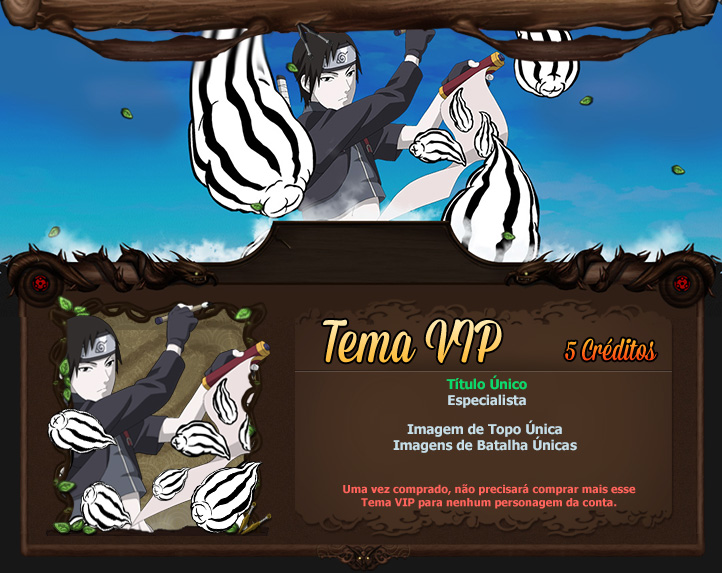 Tema VIP
5 Créditos
Título Único
Especialista
Imagem de Topo Única
Imagens de Batalha Únicas
Uma vez comprado, não precisará comprar mais esse
Tema VIP para nenhum personagem da conta.